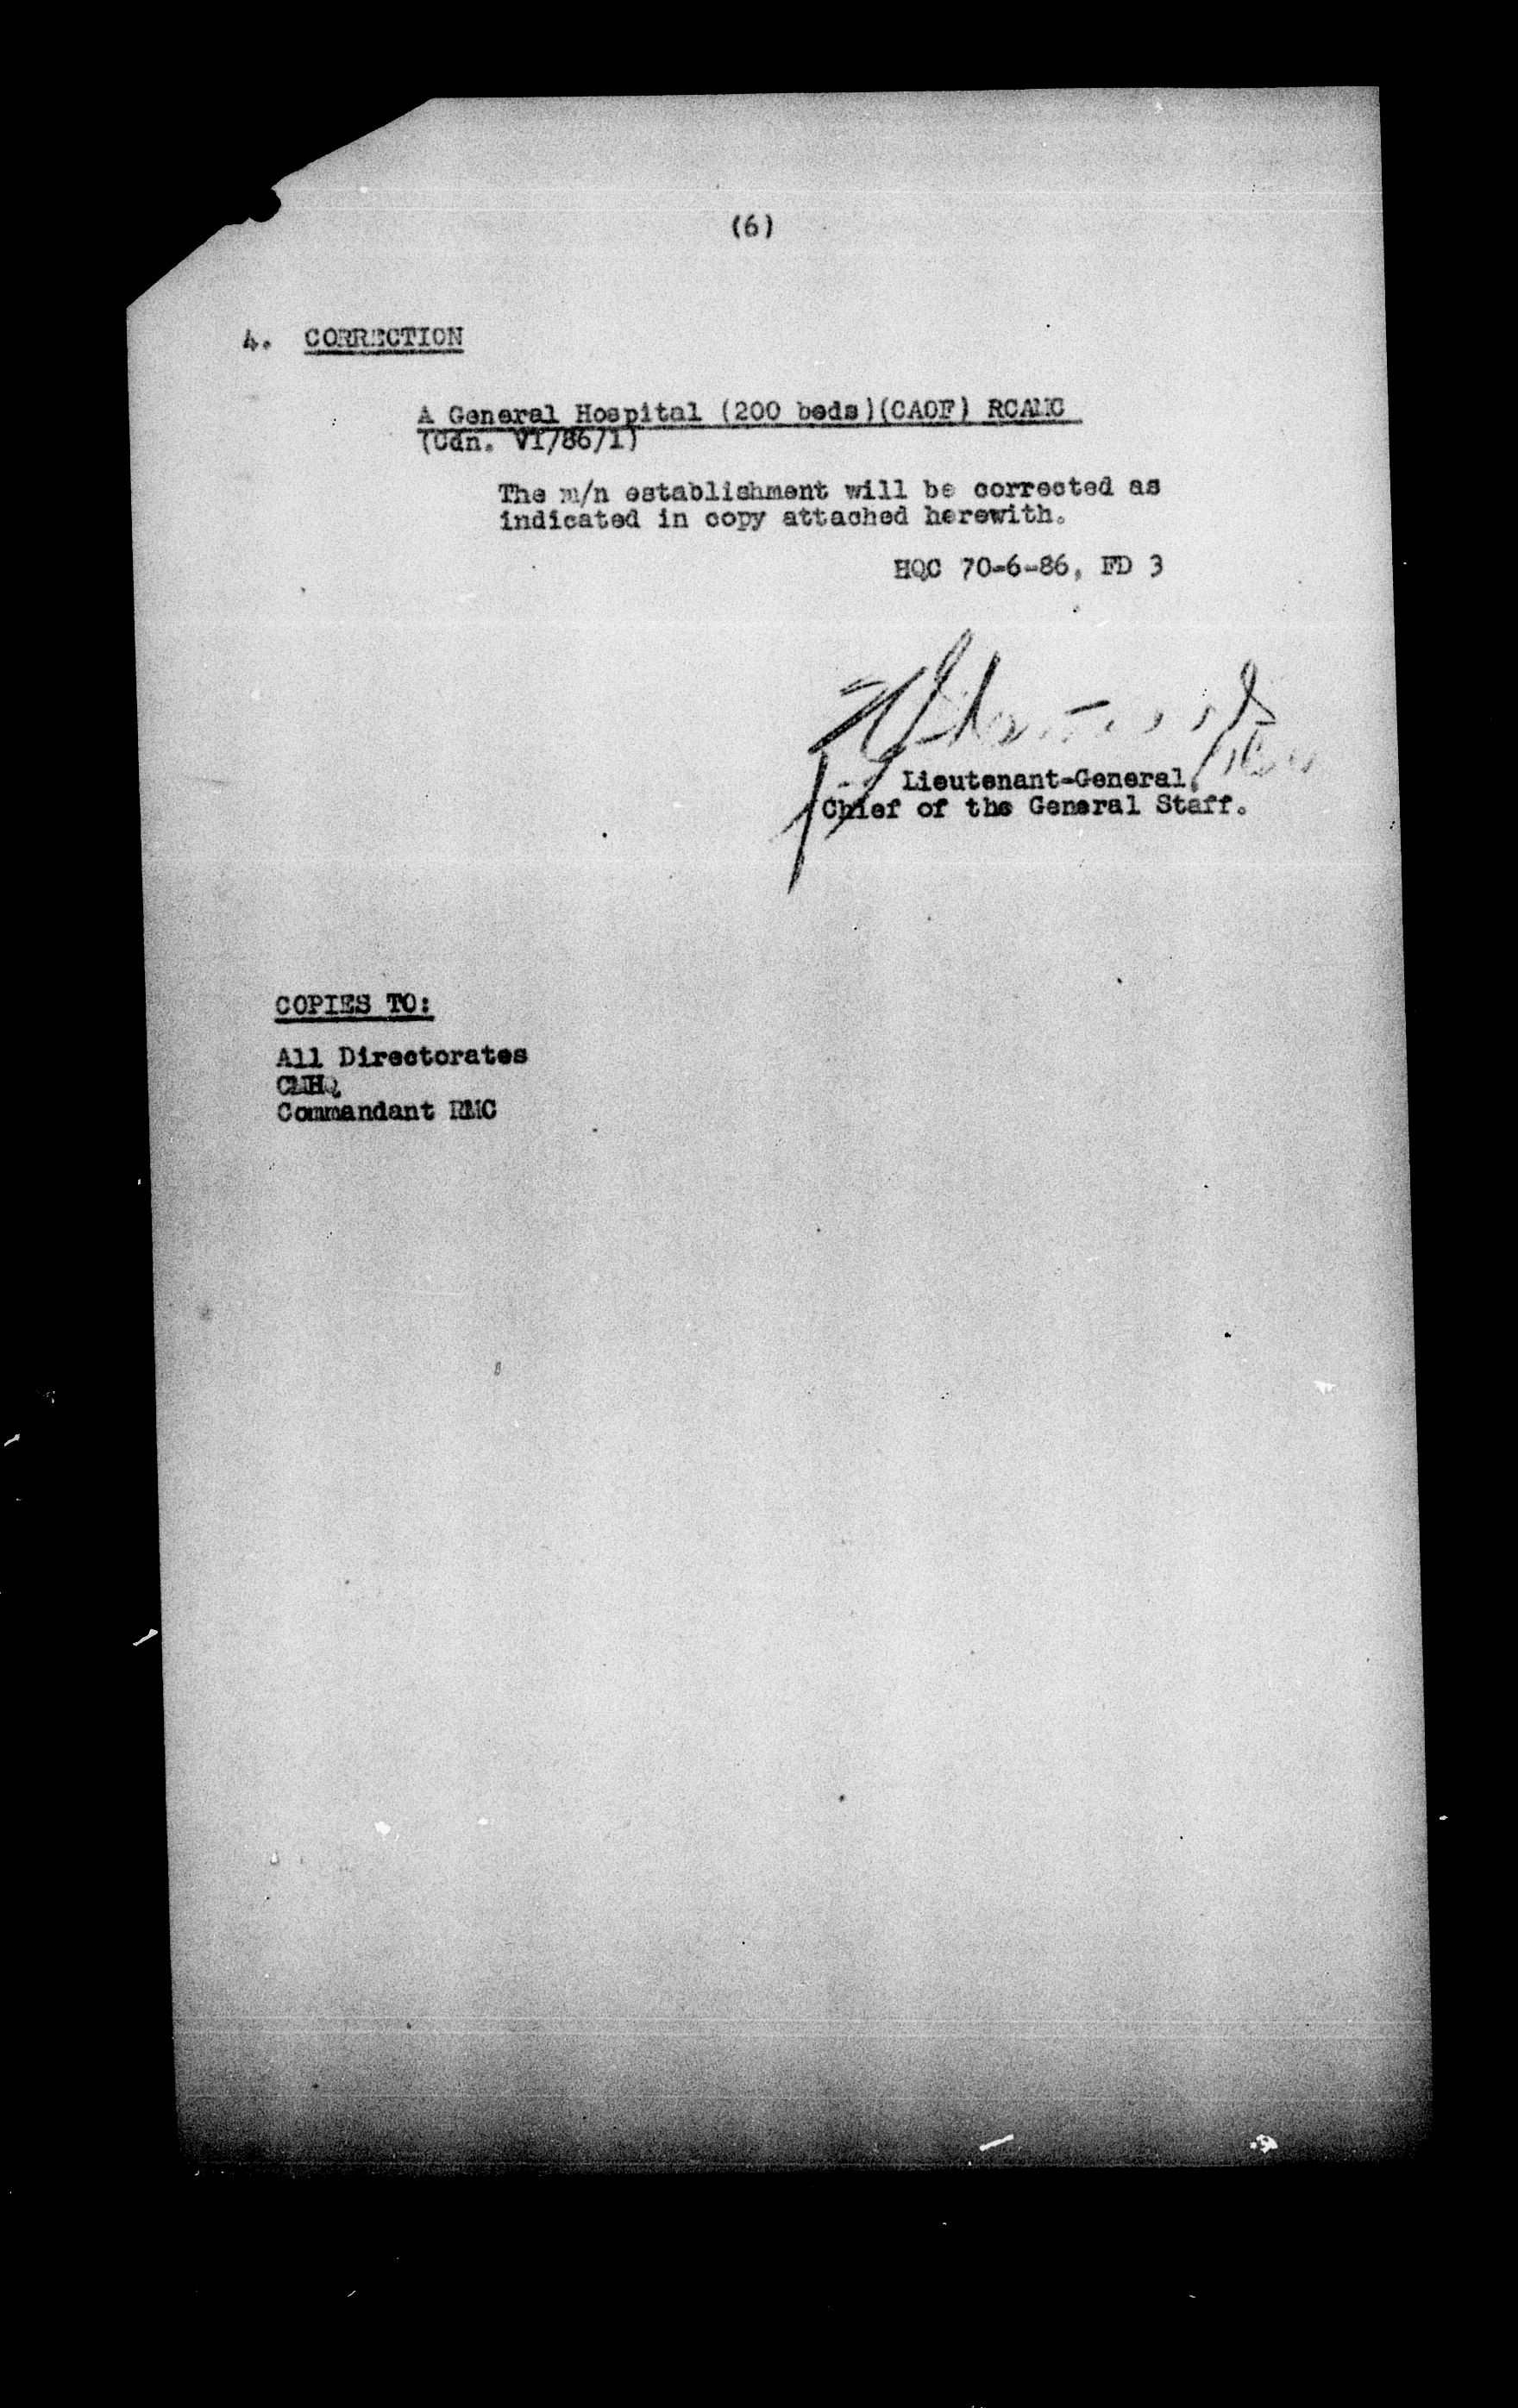 (6)
4. CORRECTION
A General Hospital (200 beds)(CAOF) RCAMC
(Cdn. VI/86/1)
The m/n establishment will be corrected as
indicated in copy attached herewith.
HQC 70-6-86, FD 3
Lieutenant-General,
Chief of the General Staff.
COPIES TO:
All Directorates
CMHQ
Commandant RMC